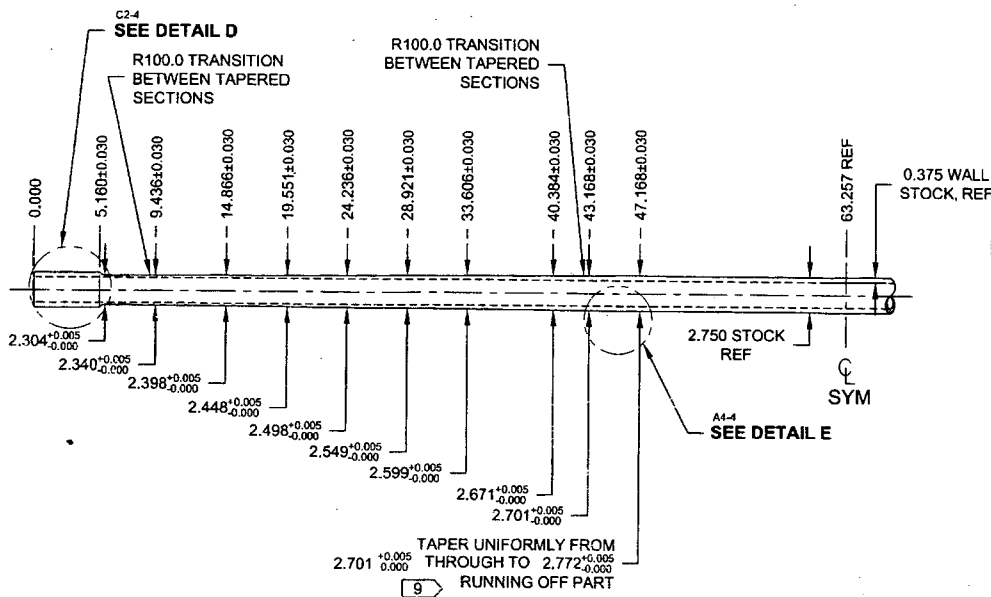 C2-4
SEE DETAIL D
R100.0 TRANSITION
BETWEEN TAPERED
SECTIONS
R100.0 TRANSITION
BETWEEN TAPERED
SECTIONS
0.000
5.160±0.030
9.436±0.030
14.866±0.030
19.551±0.030
24.236±0.030
28.921±0.030
33.606±0.030
40.384±0.030
43.168±0.030
47.168±0.030
63.257 REF
0.375 WALL
STOCK, REF
2.304 +0.005 -0.000
2.340 +0.005 -0.000
2.398 +0.005 -0.000
2.448 +0.005 -0.000
2.498 +0.005 -0.000
2.549 +0.005 -0.000
2.599 +0.005 -0.000
2.671 +0.005 -0.000
2.701 +0.005 -0.000
2.750 STOCK
REF
CL
SYM
A4-4
SEE DETAIL E
TAPER UNIFORMLY FROM
2.701 +0.005 0.000 THROUGH TO 2.772 +0.005 -0.000
RUNNING OFF PART
9